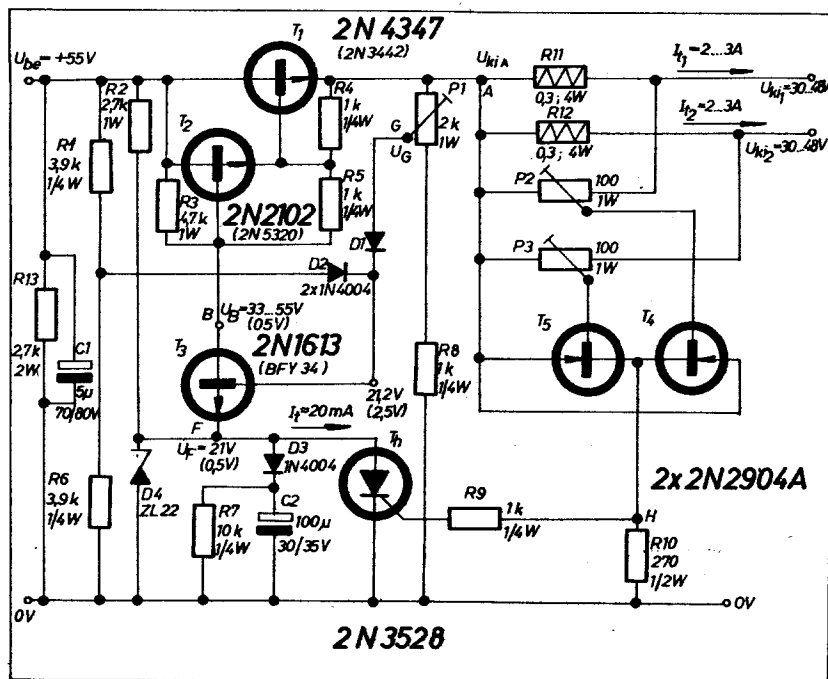 T1
2N4347
(2N3442)
Ube=+55V
R2
2,7k
1W
R1
3,9k
1/4W
T2
R3
4,7k
1W
2N2102
(2N5320)
R4
1k
1/4W
R5
1k
1/4W
G
UG
P1
2k
1W
UkiA
A
R11
0,3; 4W
It1=2...3A
Uki1=30...48V
R12
0,3; 4W
It2=2...3A
Uki2=30...48V
P2
100
1W
P3
100
1W
D1
D2
2x1N4004
R13
2,7k
2W
C1
5µ
70/80V
B
UB=33...55V
(0,5V)
T3
2N1613
(BFY 34)
21,2V
(2,5V)
It=20mA
F
UF=21V
(0,5V)
R8
1k
1/4W
T5
T4
R6
3,9k
1/4W
D4
ZL22
D3
1N4004
R7
10k
1/4W
C2
100µ
30/35V
Th
R9
1k
1/4W
2x2N2904A
H
R10
270
1/2W
0V
0V
2N3528